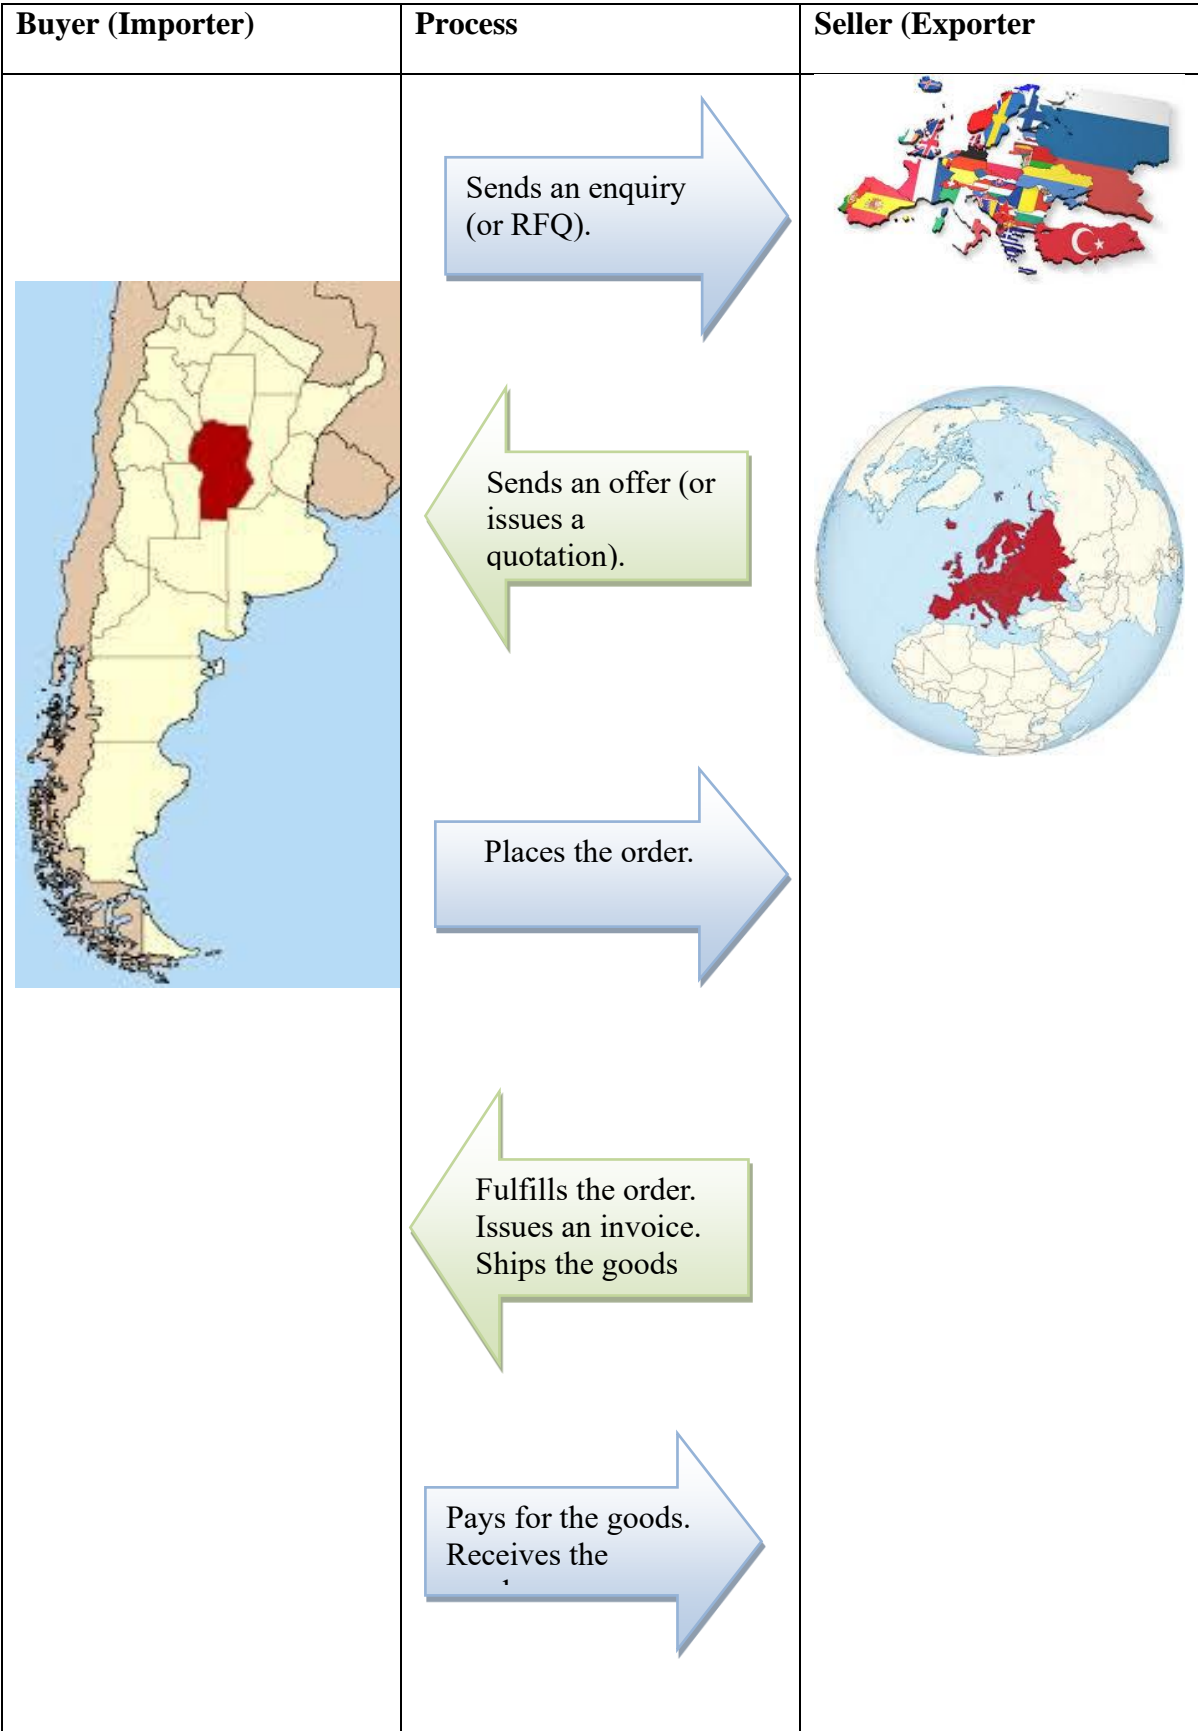 Buyer (Importer)
Process
Seller (Exporter
Sends an enquiry
(or RFQ).
Sends an offer (or
issues a
quotation).
Places the order.
Fulfills the order.
Issues an invoice.
Ships the goods
Pays for the goods.
Receives the